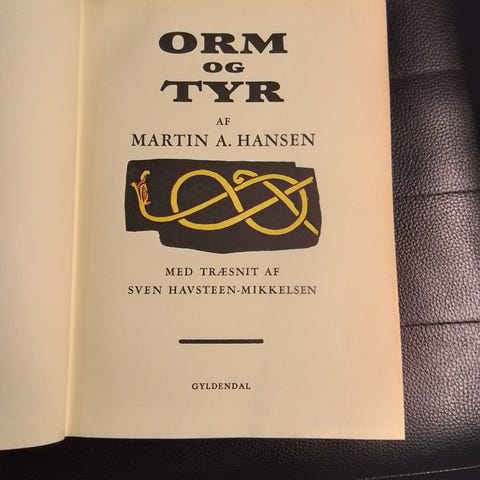 ORM
OG
TYR
AF
MARTIN A. HANSEN
MED TRÆSNIT AF
SVEN HAVSTEEN-MIKKELSEN
GYLDENDAL